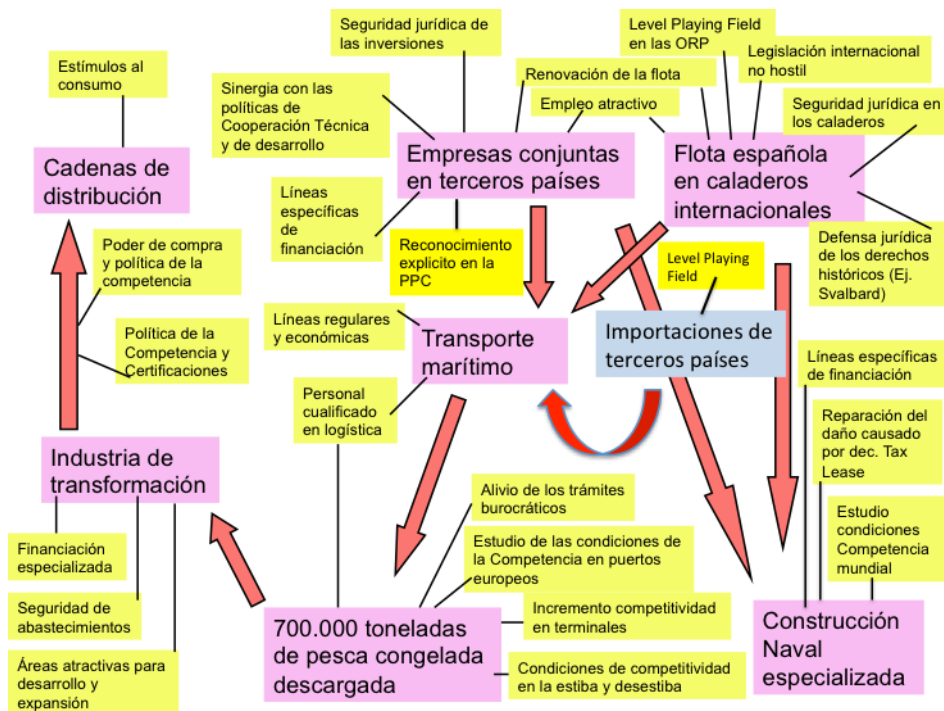 Seguridad jurídica de
las inversiones
Level Playing Field
en las ORP
Legislación internacional
no hostil
Estímulos al
consumo
Renovación de la flota
Sinergia con las
políticas de
Cooperación Técnica
y de desarrollo
Empleo atractivo
Seguridad jurídica en
los caladeros
Cadenas de
distribución
Empresas conjuntas
en terceros países
Flota española
en caladeros
internacionales
Líneas
específicas
de
financiación
Poder de compra
y política de la
competencia
Reconocimiento
explicito en la
PPC
Level Playing
Field
Defensa jurídica
de los derechos
históricos (Ej.
Svalbard)
Política de la
Competencia y
Certificaciones
Líneas regulares
y económicas
Transporte
marítimo
Importaciones de
terceros países
Líneas específicas
de financiación
Personal
cualificado
en logística
Reparación del
daño causado
por dec. Tax
Lease
Industria de
transformación
Alivio de los trámites
burocráticos
Estudio
condiciones
Competencia
mundial
Financiación
especializada
Estudio de las condiciones de
la Competencia en puertos
europeos
Seguridad de
abastecimientos
Incremento competitividad
en terminales
700.000 toneladas
de pesca congelada
descargada
Construcción
Naval
especializada
Áreas atractivas para
desarrollo y
expansión
Condiciones de competitividad
en la estiba y desestiba